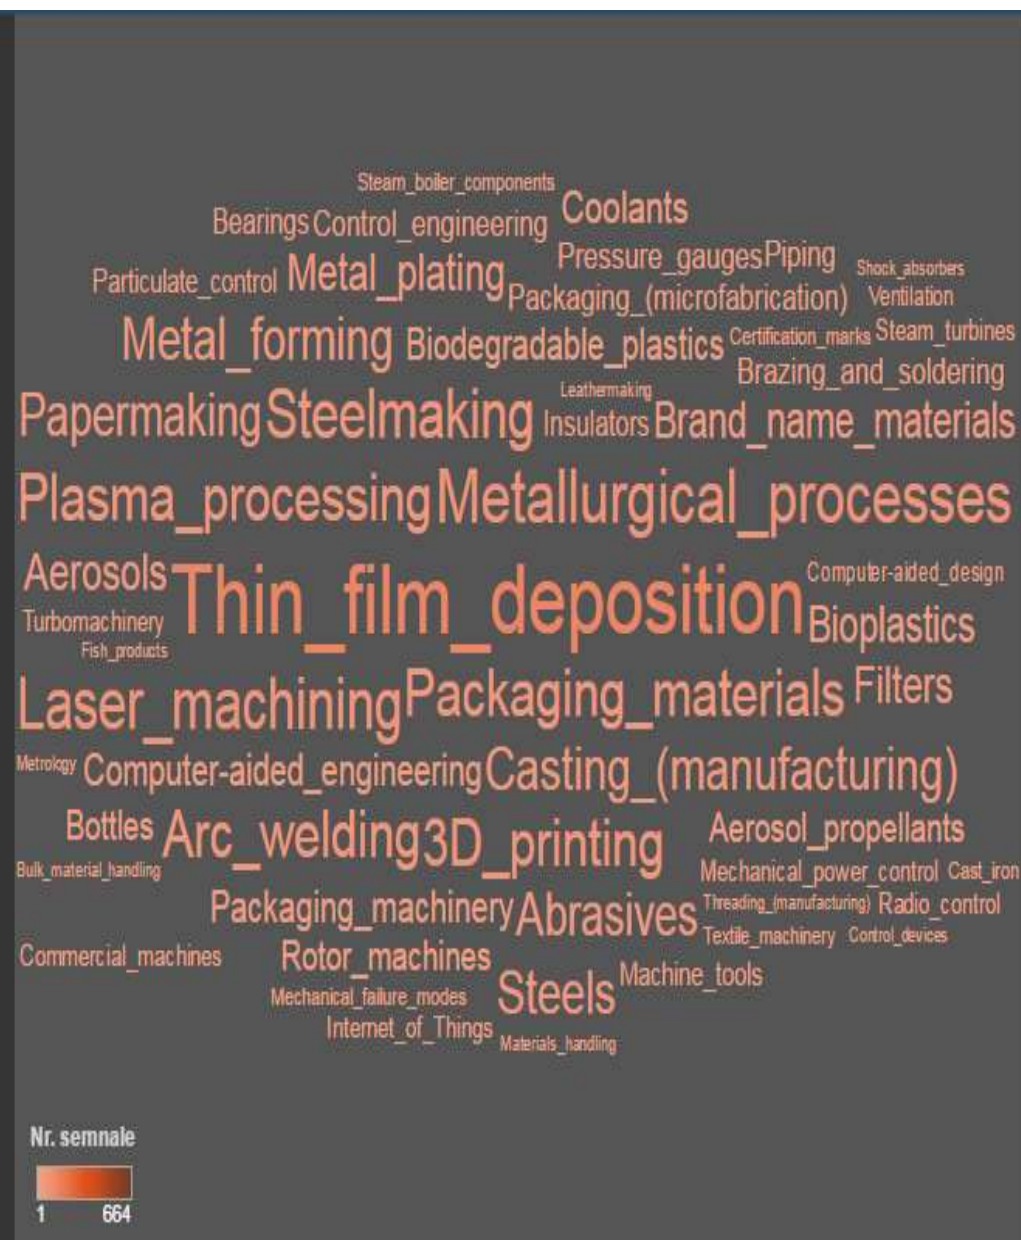 Steam_boiler_components
Bearings Control_engineering Coolants
Pressure_gauges Piping
Particulate_control Metal_plating Shock_absorbers
Packaging_(microfabrication) Ventilation
Metal_forming Biodegradable_plastics Certification_marks Steam_turbines
Brazing_and_soldering
Leathermaking
Papermaking Steelmaking Insulators Brand_name_materials
Plasma_processing Metallurgical_processes
Aerosols Thin_film_deposition Computer-aided_design
Turbomachinery Bioplastics
Fish_products
Laser_machining Packaging_materials Filters
Metrology Computer-aided_engineering Casting_(manufacturing)
Bottles Arc_welding 3D_printing Aerosol_propellants
Bulk_material_handling Mechanical_power_control Cast_iron
Packaging_machinery Abrasives Threading_(manufacturing) Radio_control
Textile_machinery Control_devices
Commercial_machines Rotor_machines
Machine_tools
Mechanical_failure_modes Steels
Internet_of_Things
Materials_handling
Nr. semnale
1 664